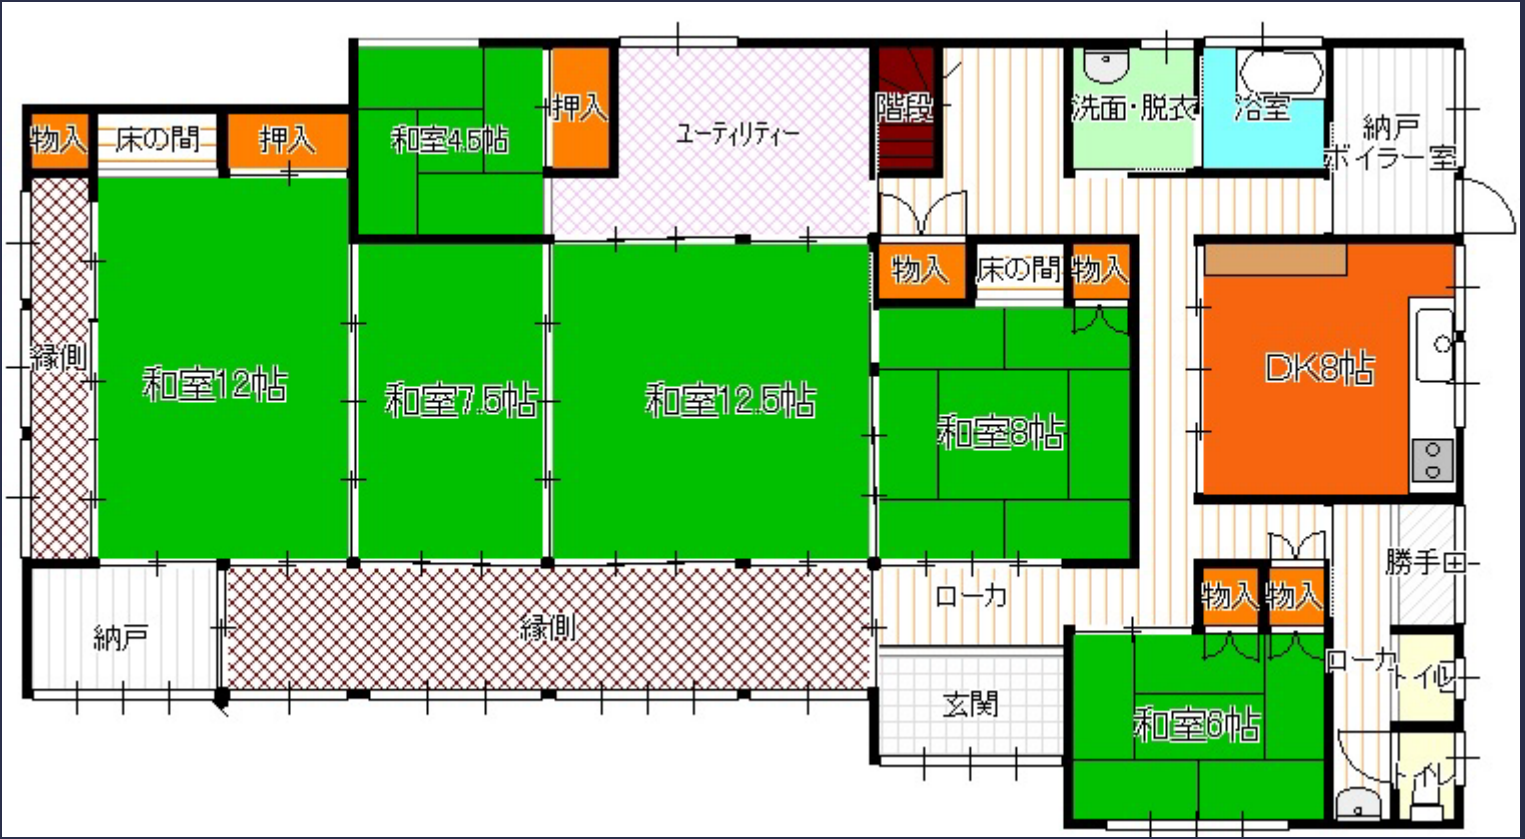 階段
洗面・脱衣
浴室
物入
床の間
押入
和室4.5帖
押入
ユーティリティー
納戸
ボイラー室
物入
床の間
物入
縁側
和室12帖
和室7.5帖
和室12.5帖
和室8帖
DK8帖
勝手口
納戸
縁側
ローカ
物入
物入
ローカ
トイレ
玄関
和室6帖
トイレ